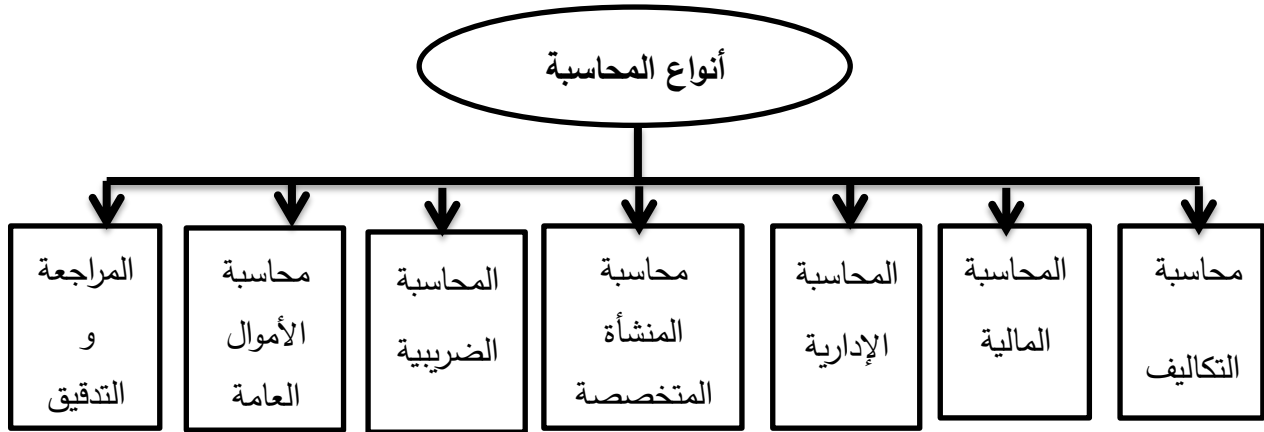 أنواع المحاسبة
محاسبة
التكاليف
المحاسبة
المالية
المحاسبة
الإدارية
محاسبة
المنشأة
المتخصصة
المحاسبة
الضريبية
محاسبة
الأموال
العامة
المراجعة
و
التدقيق